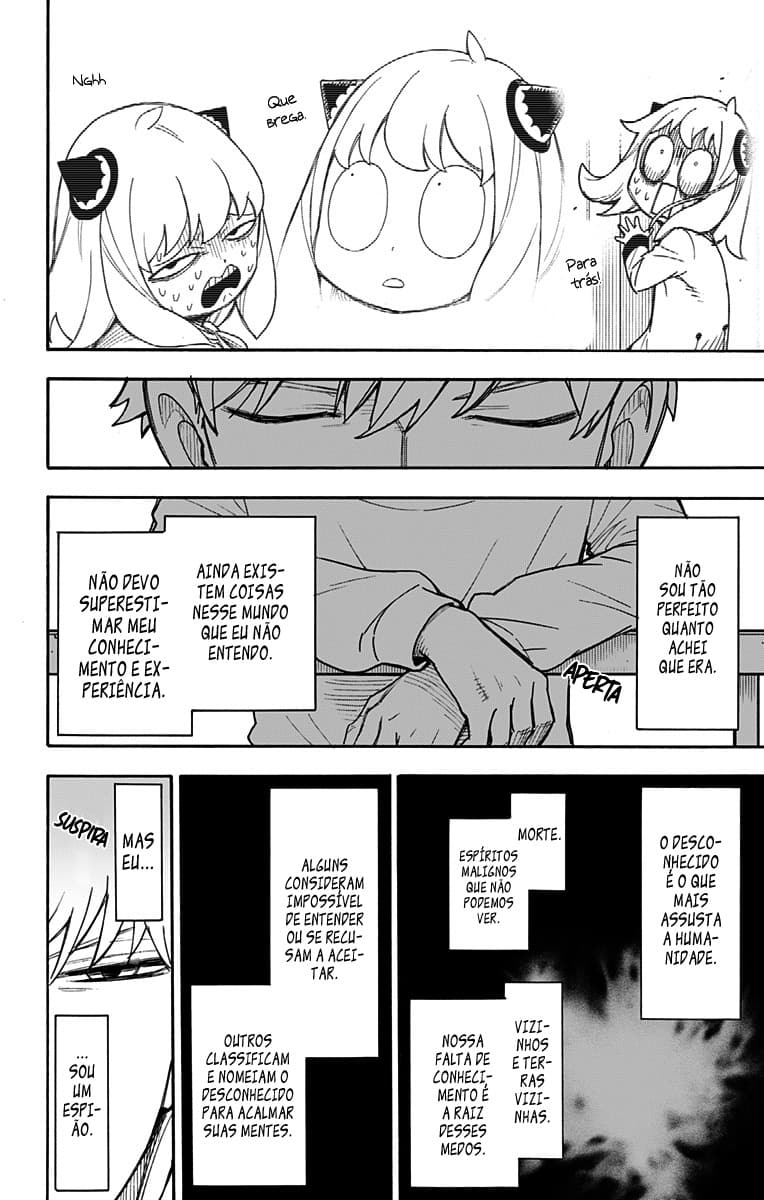 Para
trás!
Que
Brega.
Nghh
NÃO
SOU TÃO
PERFEITO
QUANTO
ACHEI
QUE ERA.
APERTA
AINDA EXIS-
TEM COISAS
NESSE MUNDO
QUE EU NÃO
ENTENDO.
NÃO DEVO
SUPERESTI-
MAR MEU
CONHECI-
MENTO E EX-
PERIÊNCIA.
O DESCO-
NHECIDO
É O QUE
MAIS
ASSUSTA
A HUMA-
NIDADE.
MORTE.
ESPÍRITOS
MALIGNOS
QUE NÃO
PODEMOS
VER.
VIZI-
NHOS
E TER-
RAS
VIZI-
NHAS.
NOSSA
FALTA DE
CONHECI-
MENTO É
A RAIZ
DESSES
MEDOS.
ALGUNS
CONSIDERAM
IMPOSSÍVEL
DE ENTENDER
OU SE RECU-
SAM A ACEI-
TAR.
OUTROS
CLASSIFICAM
E NOMEIAM O
DESCONHECIDO
PARA ACALMAR
SUAS MENTES.
MAS
EU...
SUSPIRA
...
SOU
UM
ESPI-
ÃO.